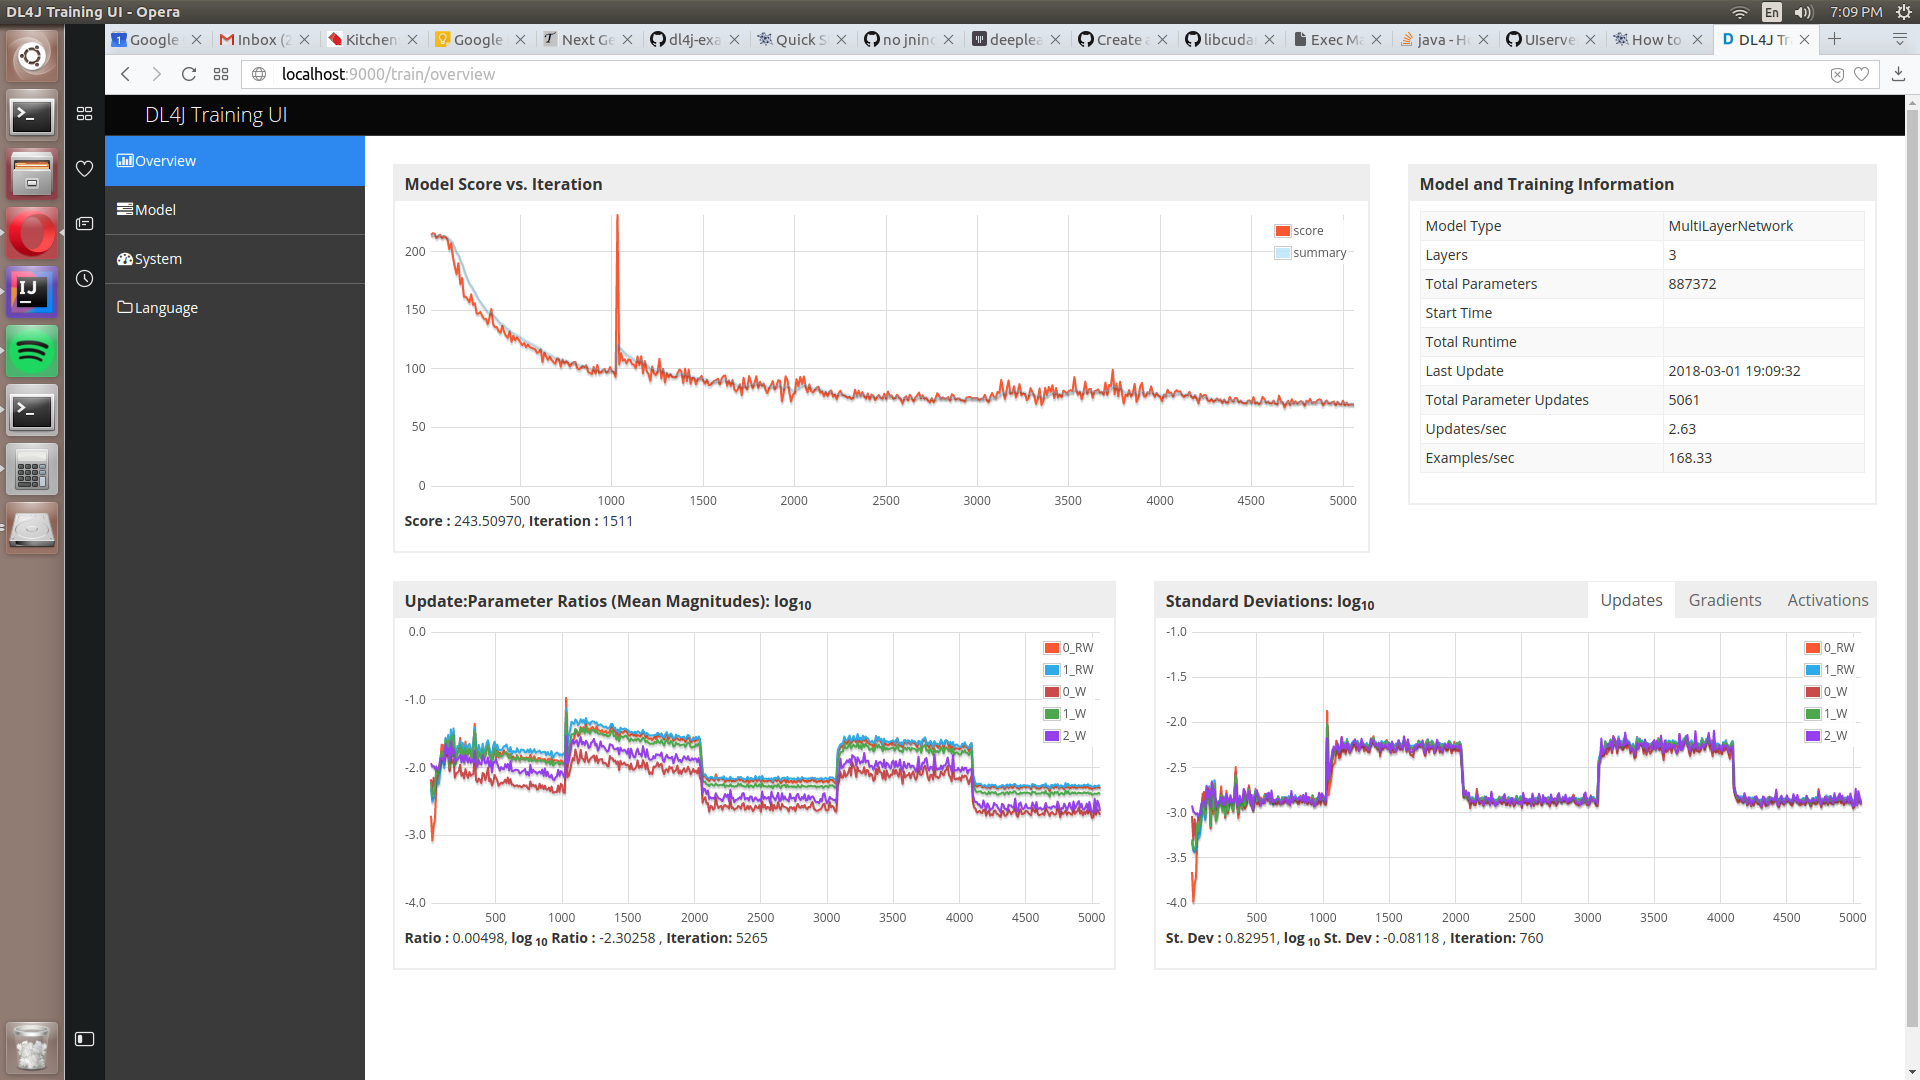 DL4J Training UI - Opera
En
7:09 PM
1 Google
Inbox (2
Kitchen
Google
Next Ge
dl4j-exa
Quick S
no jninc
deeplea
Create a
libcuda
Exec Ma
java - H
UIserve
How to
DL4J Tr
localhost:9000/train/overview
DL4J Training UI
Overview
Model
System
Language
Model Score vs. Iteration
score
summary
200
150
100
50
0
500 1000 1500 2000 2500 3000 3500 4000 4500 5000
Score : 243.50970, Iteration : 1511
Model and Training Information
Model Type MultiLayerNetwork
Layers 3
Total Parameters 887372
Start Time
Total Runtime
Last Update 2018-03-01 19:09:32
Total Parameter Updates 5061
Updates/sec 2.63
Examples/sec 168.33
Update:Parameter Ratios (Mean Magnitudes): log10
0_RW
1_RW
0_W
1_W
2_W
0.0
-1.0
-2.0
-3.0
-4.0
500 1000 1500 2000 2500 3000 3500 4000 4500 5000
Ratio : 0.00498, log 10 Ratio : -2.30258 , Iteration: 5265
Standard Deviations: log10
Updates Gradients Activations
0_RW
1_RW
0_W
1_W
2_W
-1.0
-1.5
-2.0
-2.5
-3.0
-3.5
-4.0
500 1000 1500 2000 2500 3000 3500 4000 4500 5000
St. Dev : 0.82951, log 10 St. Dev : -0.08118 , Iteration: 760
IJ